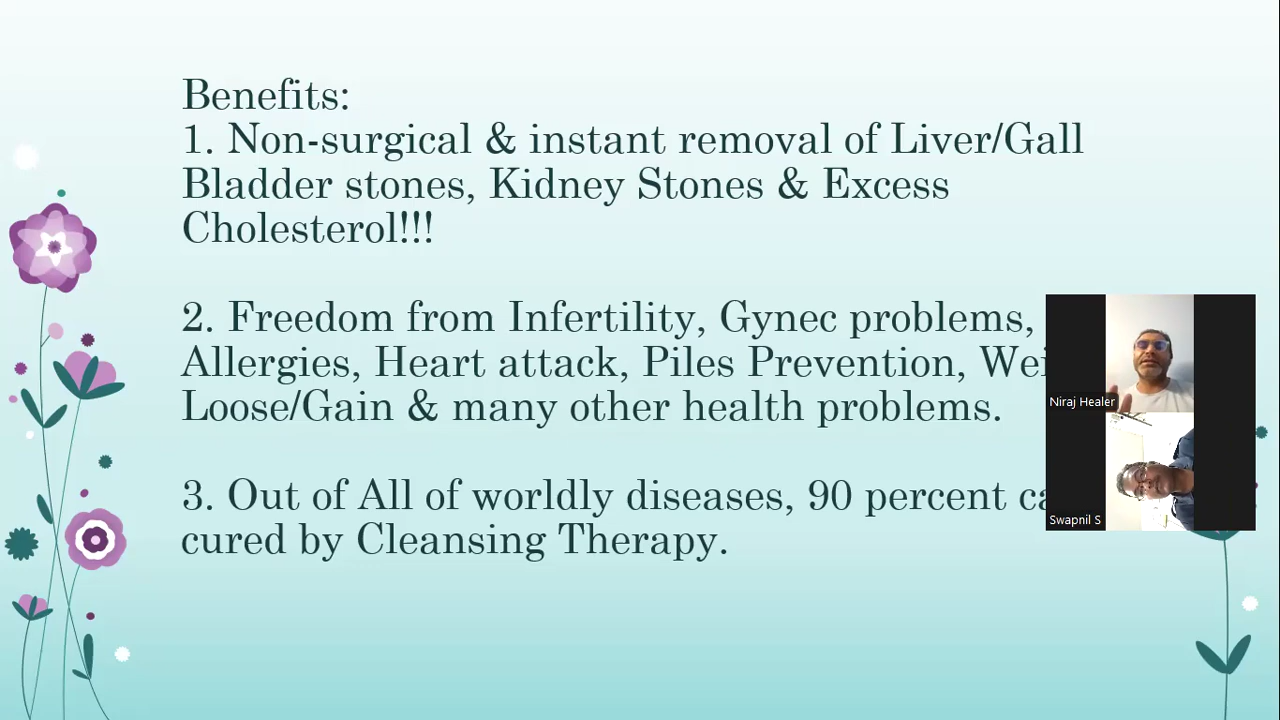 Benefits:
1. Non-surgical & instant removal of Liver/Gall
Bladder stones, Kidney Stones & Excess
Cholesterol!!!
2. Freedom from Infertility, Gynec problems,
Allergies, Heart attack, Piles Prevention,
Loose/Gain & many other health problems.
3. Out of All of worldly diseases, 90 percent
cured by Cleansing Therapy.
Niraj Healer
Swapnil S